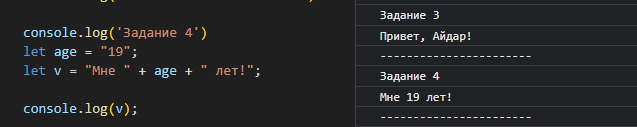 console.log('Задание 4')
let age = "19";
let v = "Мне " + age + " лет!";
console.log(v);
Задание 3
Привет, Айдар!
-----------------------
Задание 4
Мне 19 лет!
-----------------------